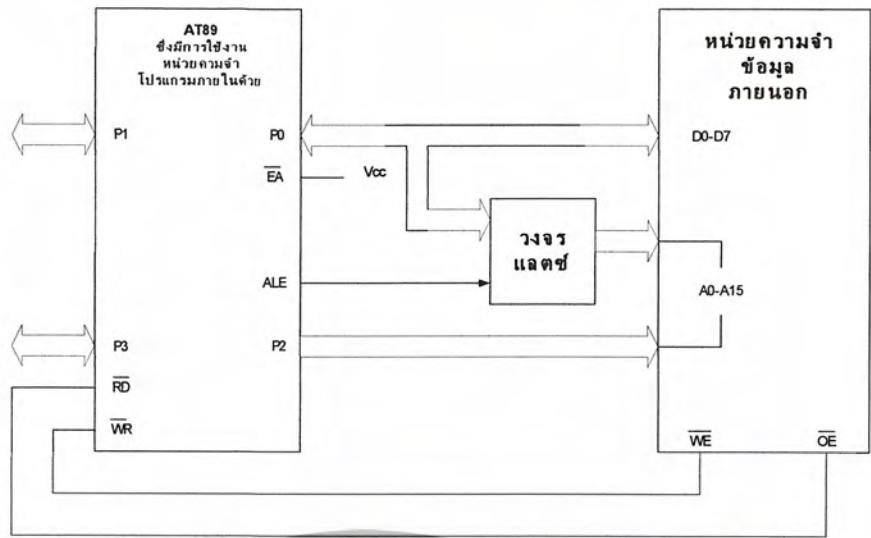 AT89
ซึ่งมีการใช้งาน
หน่วยความจำ
โปรแกรมภายในด้วย
หน่วยความจำ
ข้อมูล
ภายนอก
P1
P0
D0-D7
EA
Vcc
วงจร
แลตซ์
ALE
A0-A15
P3
P2
RD
WR
WE
OE